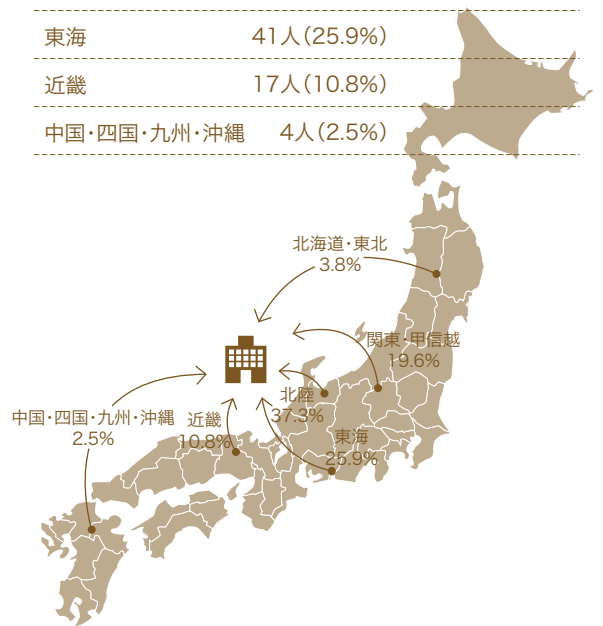 東海 41人（25.9%）
近畿 17人（10.8%）
中国・四国・九州・沖縄 4人（2.5%）
北海道・東北
3.8%
関東・甲信越
19.6%
北陸
37.3%
中国・四国・九州・沖縄
2.5%
近畿
10.8%
東海
25.9%